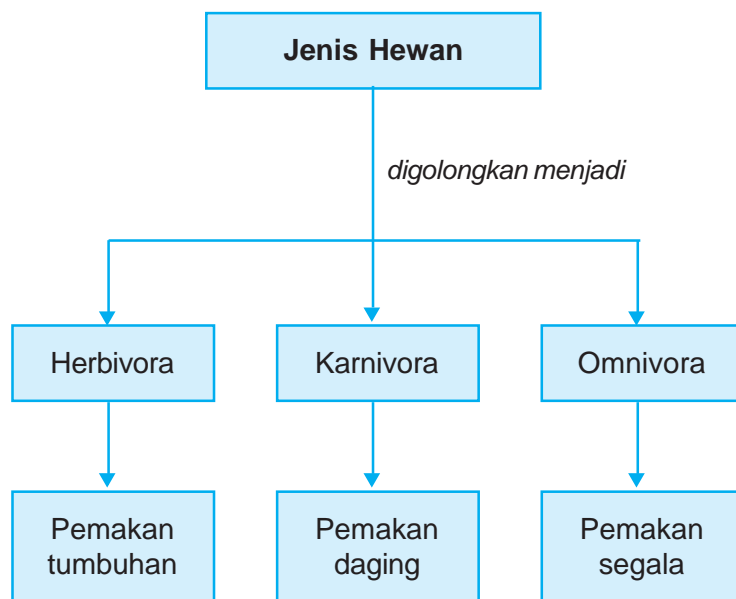 Jenis Hewan
digolongkan menjadi
Herbivora
Karnivora
Omnivora
Pemakan
tumbuhan
Pemakan
daging
Pemakan
segala